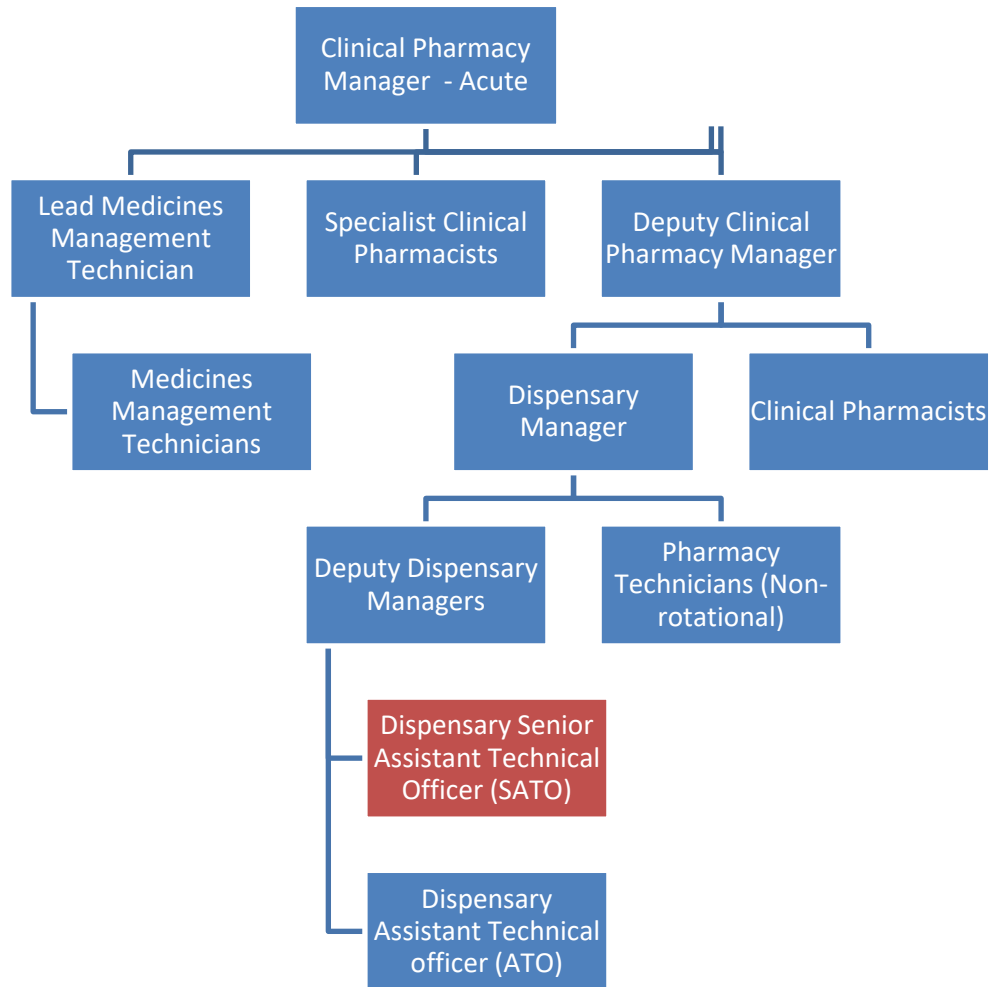 Clinical Pharmacy
Manager - Acute
Lead Medicines
Management
Technician
Specialist Clinical
Pharmacists
Deputy Clinical
Pharmacy Manager
Medicines
Management
Technicians
Dispensary
Manager
Clinical Pharmacists
Deputy Dispensary
Managers
Pharmacy
Technicians (Non-
rotational)
Dispensary Senior
Assistant Technical
Officer (SATO)
Dispensary
Assistant Technical
officer (ATO)